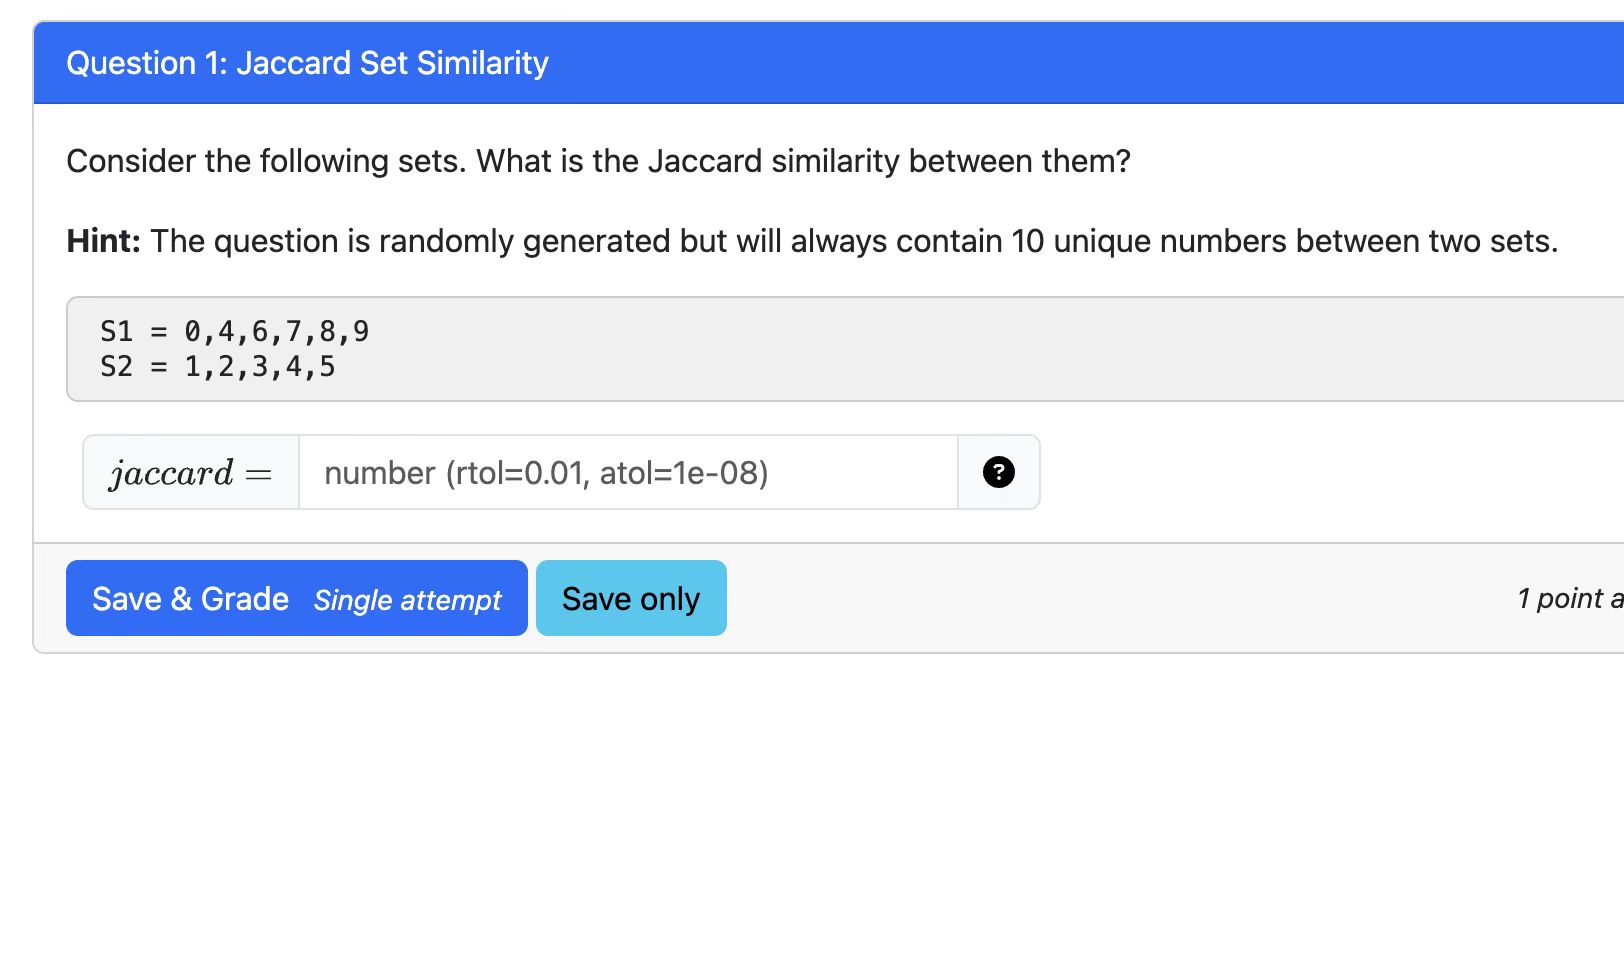 Question 1: Jaccard Set Similarity
Consider the following sets. What is the Jaccard similarity between them?
Hint: The question is randomly generated but will always contain 10 unique numbers between two sets.
S1 = 0,4,6,7,8,9
S2 = 1,2,3,4,5
jaccard = number (rtol=0.01, atol=1e-08) ?
Save & Grade Single attempt Save only 1 point a